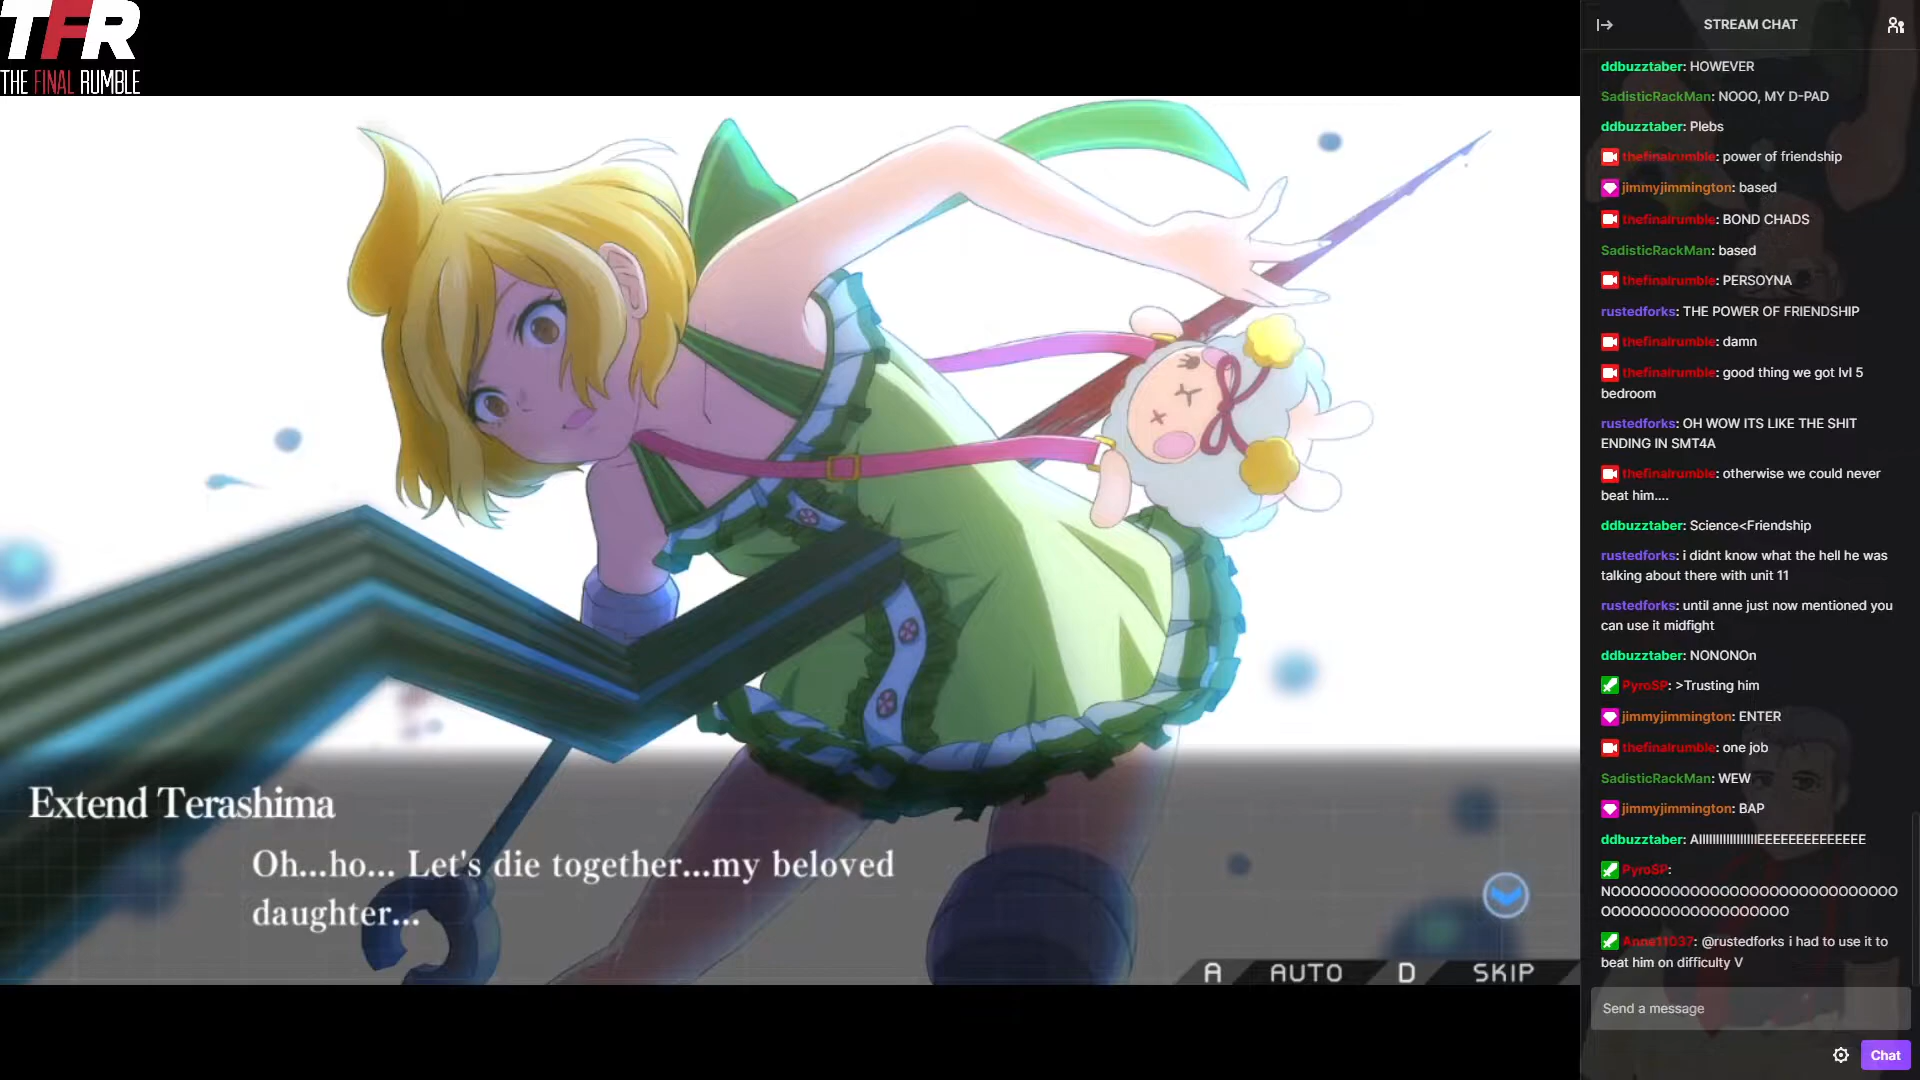 TFR
THE FINAL RUMBLE
Extend Terashima
Oh...ho... Let's die together...my beloved
daughter...
A AUTO D SKIP
STREAM CHAT
ddbuzztaber: HOWEVER
SadisticRackMan: NOOO, MY D-PAD
ddbuzztaber: Plebs
thefinalrumble: power of friendship
jimmyjimmington: based
thefinalrumble: BOND CHADS
SadisticRackMan: based
thefinalrumble: PERSOYNA
rustedforks: THE POWER OF FRIENDSHIP
thefinalrumble: damn
thefinalrumble: good thing we got lvl 5
bedroom
rustedforks: OH WOW ITS LIKE THE SHIT
ENDING IN SMT4A
thefinalrumble: otherwise we could never
beat him....
ddbuzztaber: Science<Friendship
rustedforks: i didnt know what the hell he was
talking about there with unit 11
rustedforks: until anne just now mentioned you
can use it midfight
ddbuzztaber: NONONOn
PyroSP: >Trusting him
jimmyjimmington: ENTER
thefinalrumble: one job
SadisticRackMan: WEW
jimmyjimmington: BAP
ddbuzztaber: AIIIIIIIIIIIIIIIIIEEEEEEEEEEEEEE
PyroSP:
NOOOOOOOOOOOOOOOOOOOOOOOOOOOO
OOOOOOOOOOOOOOOOOO
Anne11037: @rustedforks i had to use it to
beat him on difficulty V
Send a message
Chat